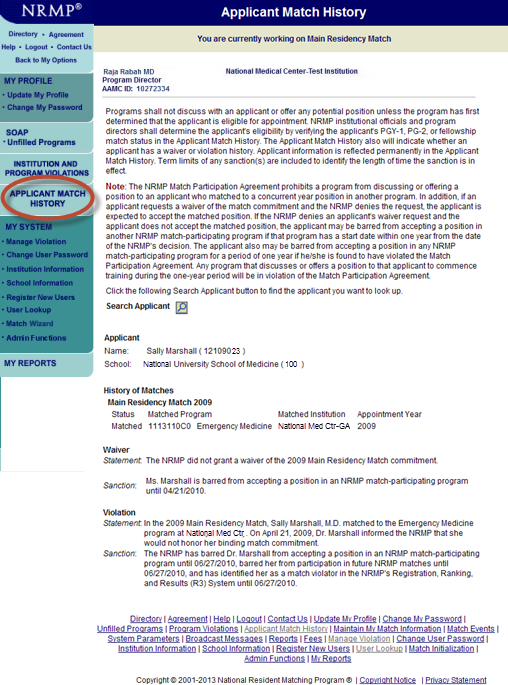 NRMP®
Applicant Match History
You are currently working on Main Residency Match
Directory • Agreement
Help • Logout • Contact Us
Back to My Options
MY PROFILE
• Update My Profile
• Change My Password
SOAP
• Unfilled Programs
INSTITUTION AND
PROGRAM VIOLATIONS
APPLICANT MATCH
HISTORY
MY SYSTEM
• Manage Violation
• Change User Password
• Institution Information
• School Information
• Register New Users
• User Lookup
• Match Wizard
• Admin Functions
MY REPORTS
Raja Rabah MD
Program Director
AAMC ID: 10272334
National Medical Center-Test Institution
Programs shall not discuss with an applicant or offer any potential position unless the program has first
determined that the applicant is eligible for appointment. NRMP institutional officials and program
directors shall determine the applicant's eligibility by verifying the applicant's PGY-1, PG-2, or fellowship
match status in the Applicant Match History. The Applicant Match History also will indicate whether an
applicant has a waiver or violation history. Applicant information is reflected permanently in the Applicant
Match History. Term limits of any sanction(s) are included to identify the length of time the sanction is in
effect.
Note: The NRMP Match Participation Agreement prohibits a program from discussing or offering a
position to an applicant who matched to a concurent year position in another program. In addition, if an
applicant requests a waiver of the match commitment and the NRMP denies the request, the applicant is
expected to accept the matched position. If the NRMP denies an applicant's waiver request and the
applicant does not accept the matched position, the applicant may be barred from accepting a position in
another match-participating program if that program has a start date within one year from the date
of the NRMP's decision. The applicant also may be barred from accepting a position in any NRMP
match-participating program for a period of one year if he/she is found to have violated the Match
Participation Agreement. Any program that discusses or offers a position to that applicant to commence
training during the one-year period will be in violation of the Match Participation Agreement.
Click the following Search Applicant button to find the applicant you want to look up.
Search Applicant
Applicant
Name: Sally Marshall ( 12109023 )
School: National University School of Medicine ( 100 )
History of Matches
Main Residency Match 2009
Status Matched Program Matched Institution Appointment Year
Matched 1113110C0 Emergency Medicine National Med Ctr-GA 2009
Waiver
Statement: The NRMP did not grant a waiver of the 2009 Main Residency Match commitment.
Sanction: Ms. Marshall is barred from accepting a position in an NRMP match-participating program
until 04/21/2010.
Violation
Statement: In the 2009 Main Residency Match, Sally Marshall, M.D. matched to the Emergency Medicine
program at National Med Ctr. On April 21, 2009, Dr. Marshall informed the NRMP that she
would not honor her binding match commitment.
Sanction: The NRMP has barred Dr. Marshall from accepting a position in an NRMP match-participating
program until 06/27/2010, barred her from participation in future NRMP matches until
06/27/2010, and has identified her as a match violator in the NRMP's Registration, Ranking,
and Results (R3) System until 06/27/2010.
Directory | Agreement | Help | Logout | Contact Us | Update My Profile | Change My Password |
Unfilled Programs | Program Violations | Applicant Match History | Maintain My Match Information | Match Events |
System Parameters | Broadcast Messages | Reports | Fees | Manage Violation | Change User Password |
Institution Information | School Information | Register New Users | User Lookup | Match Initialization |
Admin Functions | My Reports
Copyright © 2001-2013 National Resident Matching Program ® | Copyright Notice | Privacy Statement